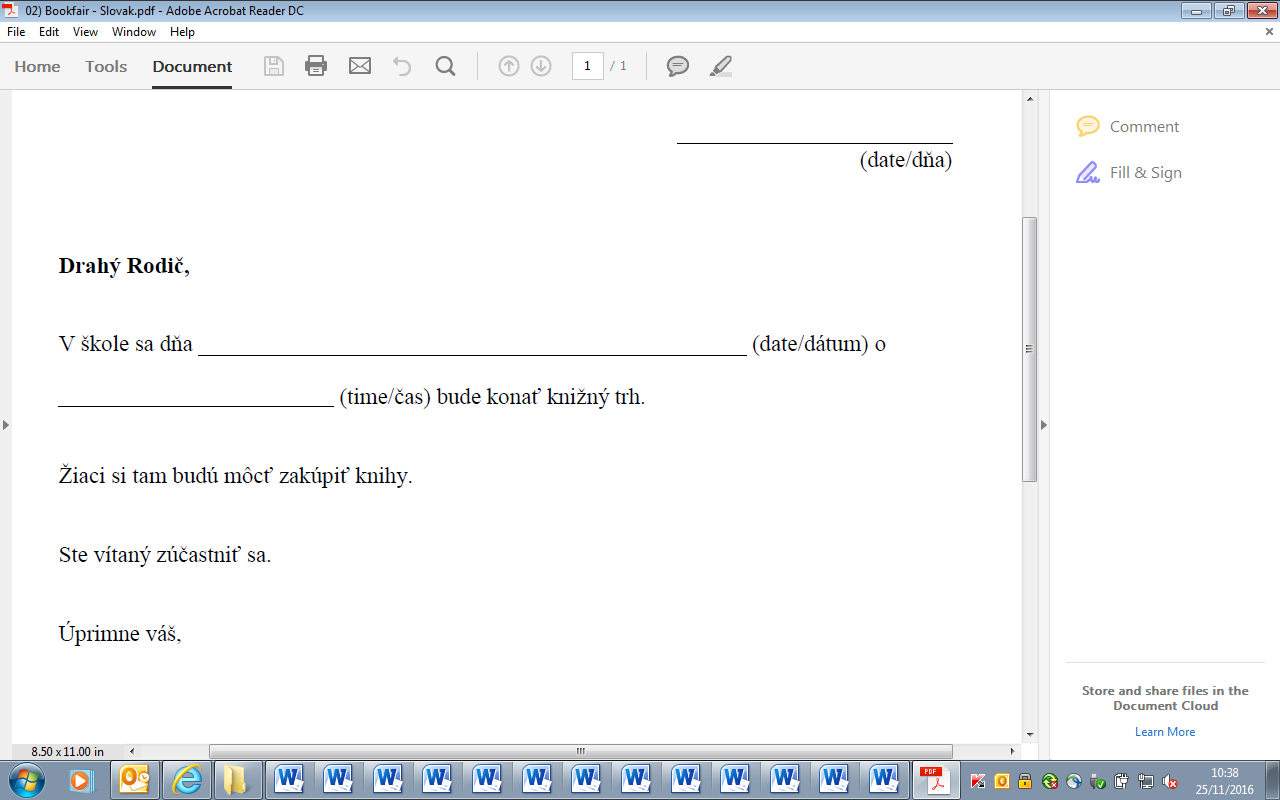 02) Bookfair - Slovak.pdf - Adobe Acrobat Reader DC
File Edit View Window Help
Home Tools Document 1 / 1
Comment
Fill & Sign
(date/dňa)
Drahý Rodič,
V škole sa dňa ______ (date/dátum) o
______ (time/čas) bude konať knižný trh.
Žiaci si tam budú môcť zakúpiť knihy.
Ste vítaný zúčastniť sa.
Úprimne váš,
Store and share files in the
Document Cloud
Learn More
8.50 x 11.00 in
10:38
25/11/2016